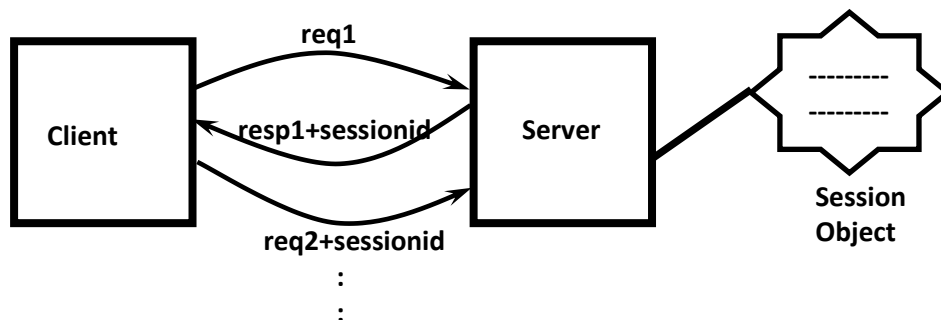 req1
Client
resp1+sessionid
Server
---------
---------
Session
Object
req2+sessionid
:
: